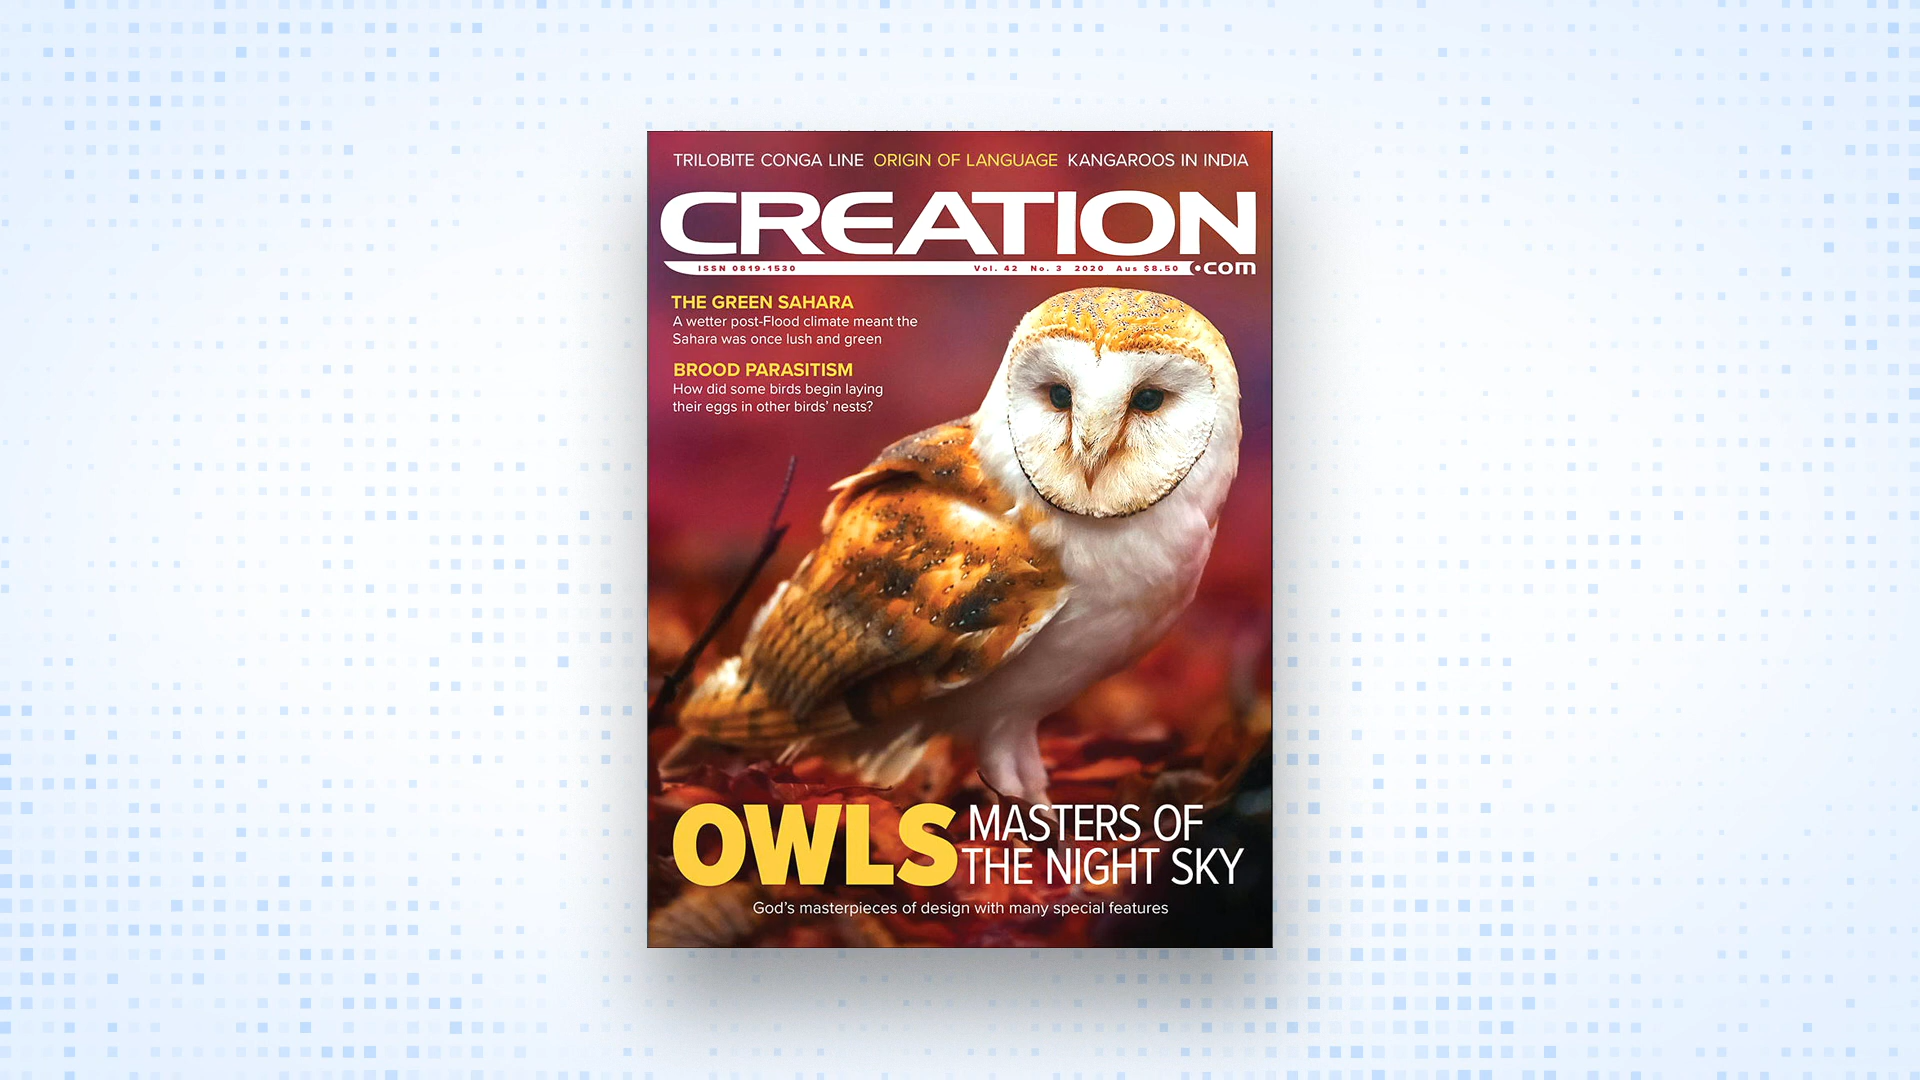 TRILOBITE CONGA LINE ORIGIN OF LANGUAGE KANGAROOS IN INDIA
CREATION
ISSN 0819-1530 Vol. 42 No. 3 2020 Aus $8.50 .com
THE GREEN SAHARA
A wetter post-Flood climate meant the
Sahara was once lush and green
BROOD PARASITISM
How did some birds begin laying
their eggs in other birds’ nests?
OWLS MASTERS OF
THE NIGHT SKY
God’s masterpieces of design with many special features